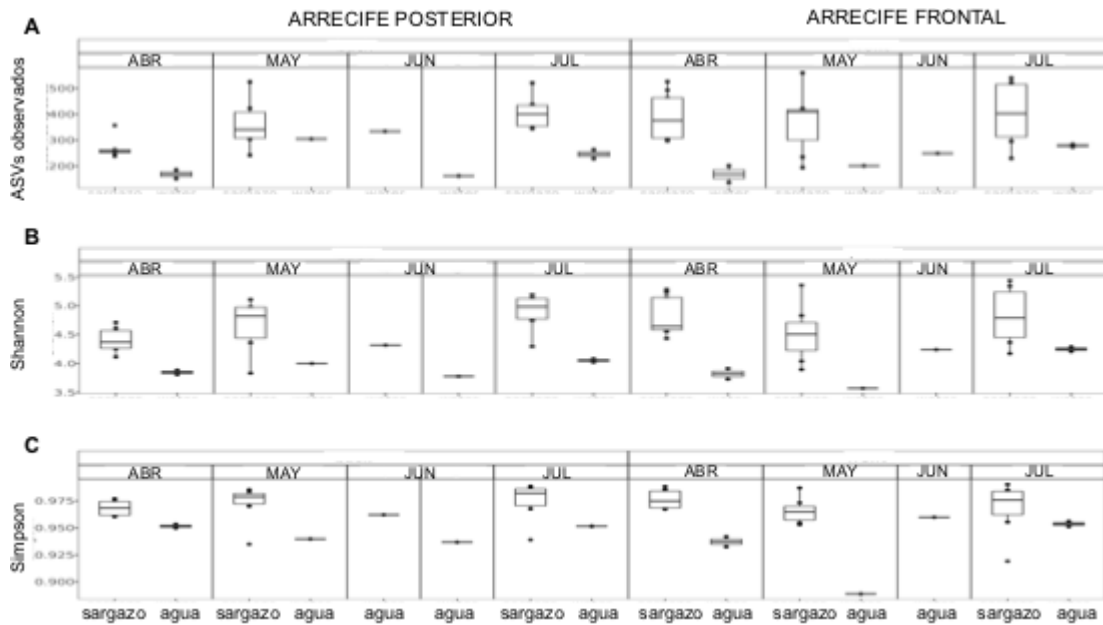 ARRECIFE POSTERIOR ARRECIFE FRONTAL
A
ABR MAY JUN JUL ABR MAY JUN JUL
ASVs observados
500
400
300
200
B
ABR MAY JUN JUL ABR MAY JUN JUL
Shannon
5.5
5.0
4.5
4.0
3.5
C
ABR MAY JUN JUL ABR MAY JUN JUL
Simpson
0.975
0.950
0.925
0.900
sargazo agua sargazo agua agua agua sargazo agua sargazo agua sargazo agua agua sargazo agua